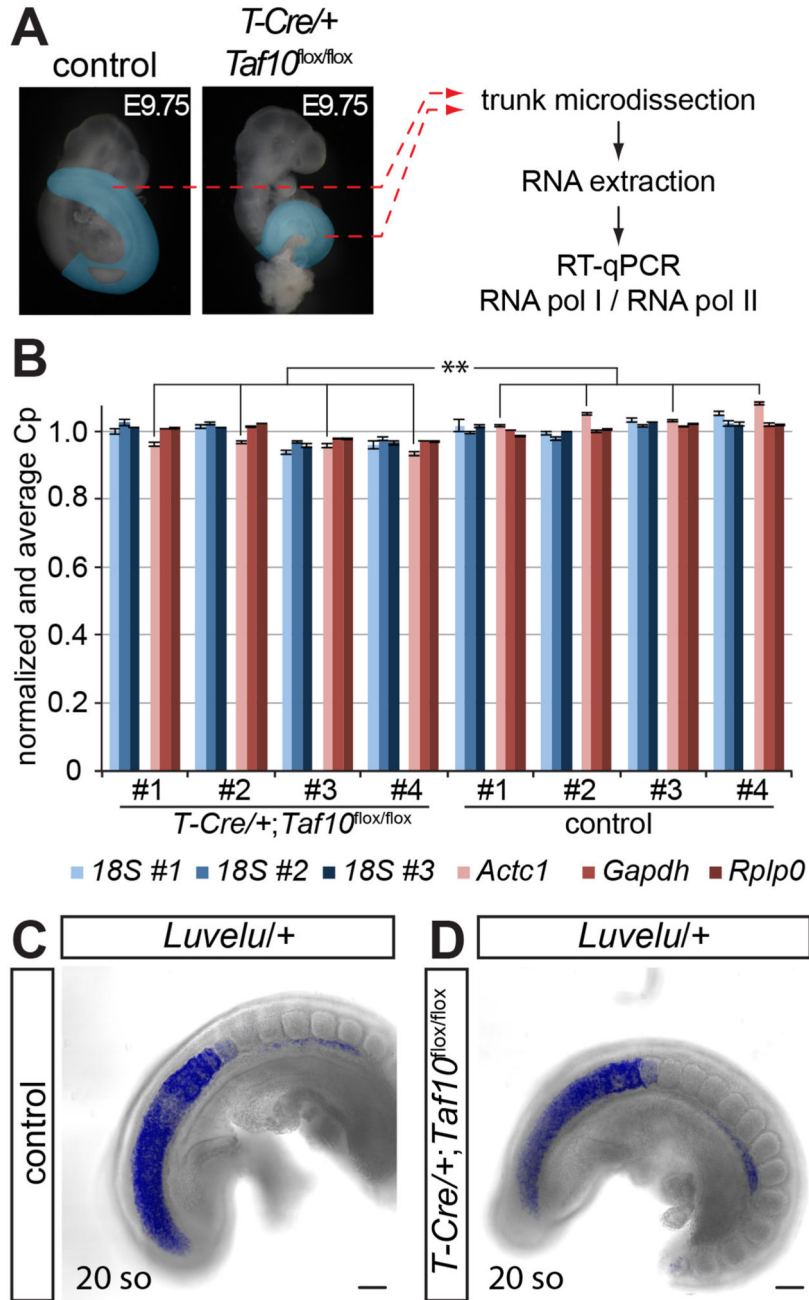 A
control
T-Cre/+
Taf10flox/flox
E9.75
E9.75
trunk microdissection
RNA extraction
RT-qPCR
RNA pol I / RNA pol II
B
**
normalized and average Cp
1.0
0.8
0.6
0.4
0.2
0
#1 #2 #3 #4 #1 #2 #3 #4
T-Cre/+;Taf10flox/flox control
18S #1 18S #2 18S #3 Actc1 Gapdh Rplp0
C
Luvelu/+
control
20 so
D
Luvelu/+
T-Cre/+;Taf10flox/flox
20 so